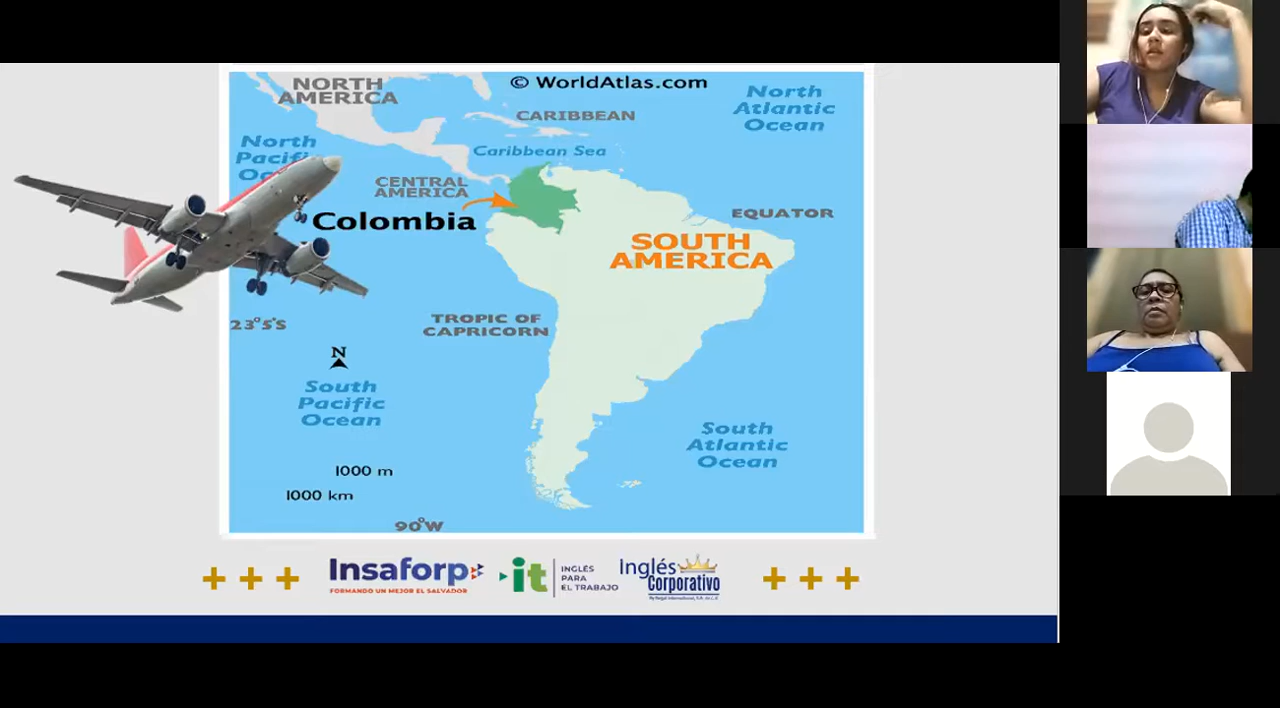 NORTH
AMERICA
© WorldAtlas.com
CARIBBEAN
North
Atlantic
Ocean
North
Pacifi
Oc
Caribbean Sea
CENTRAL
AMERICA
Colombia
EQUATOR
SOUTH
AMERICA
23°5'S
TROPIC OF
CAPRICORN
N
South
Pacific
Ocean
South
Atlantic
Ocean
1000 m
1000 km
90°W
+ + +
Insaforp
FORMANDO UN MEJOR EL SALVADOR
it
INGLÉS
PARA
EL TRABAJO
Inglés
Corporativo
+ + +